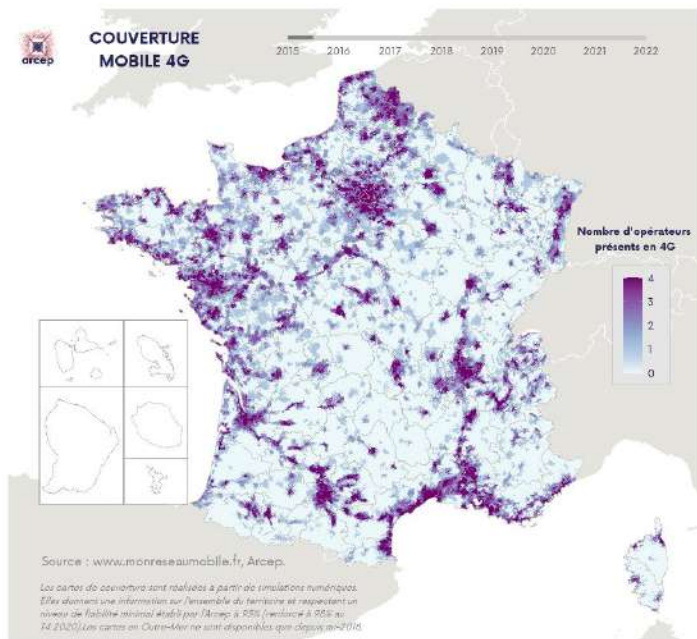 arcep
COUVERTURE
MOBILE 4G
2015 2016 2017 2018 2019 2020 2021 2022
Nombre d'opérateurs
présents en 4G
4
3
2
1
0
Source : www.monreseaumobile.fr, Arcep.
Les cartes de couverture sont réalisées à partir de simulations numériques.
Elles donnent une information sur l'ensemble du territoire et respectent un
niveau de fiabilité minimal établi par l'Arcep à 95% (renforcé à 98% au
T4 2020). Les cartes en Outre-Mer ne sont disponibles que depuis mi-2018.